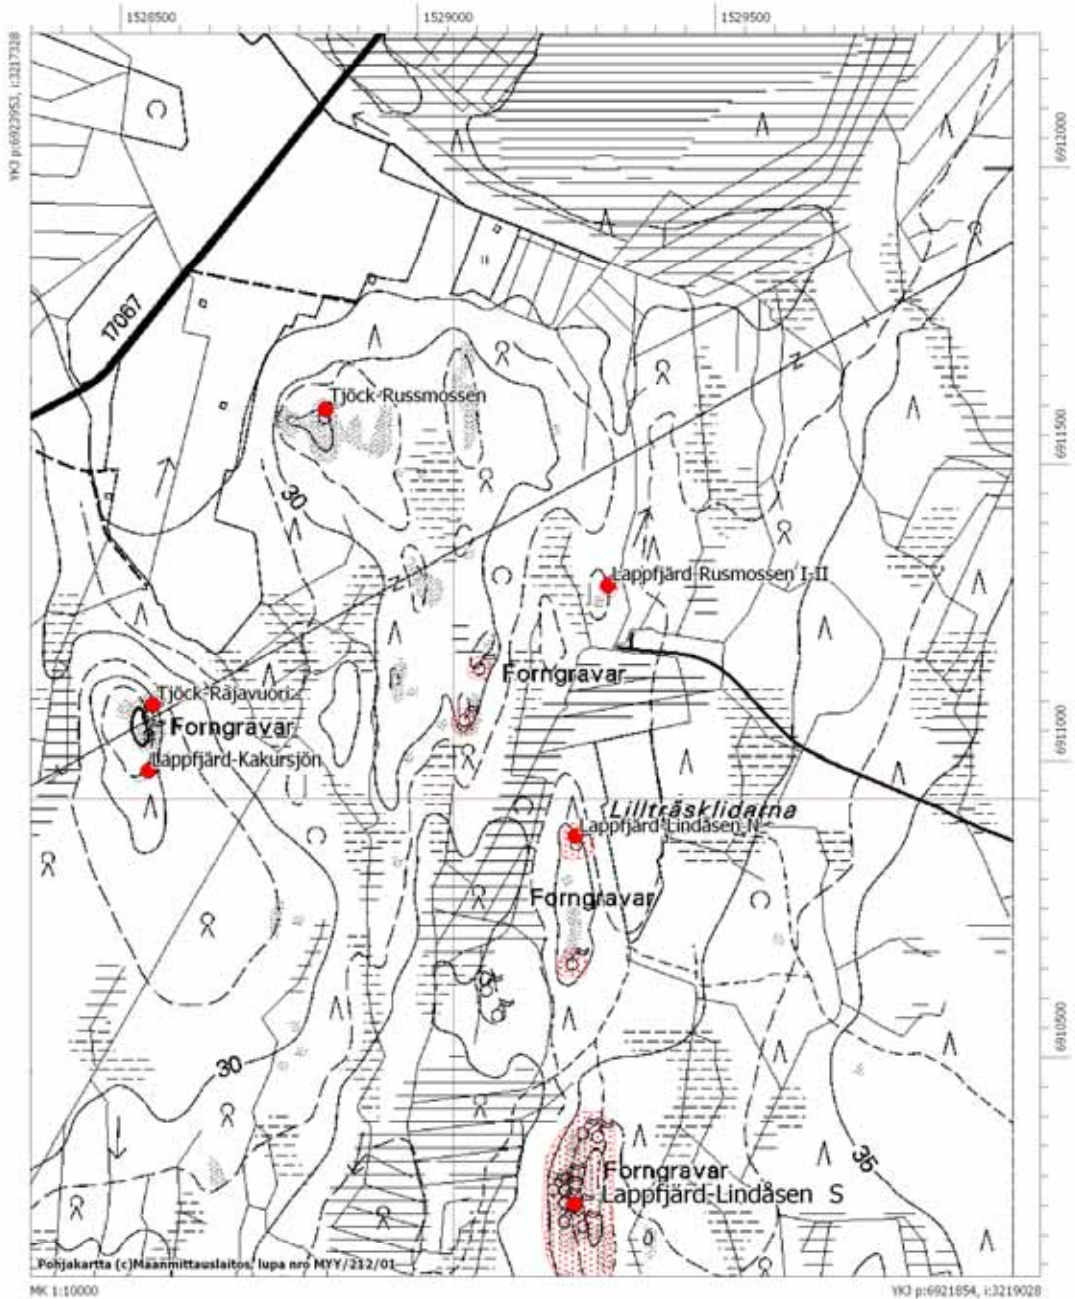 1528500
1529000
1529500
YKJ p:6923953, i:3217328
6912000
17067
Tjöck-Russmossen
6911500
30
Lappfjärd-Rusmossen I-II
Forngravar
Tjöck-Rajavuori
Forngravar
6911000
Lappfjärd-Kakursjön
Lillträsklidarna
Lappfjärd-Lindåsen N
Forngravar
6910500
30
35
Forngravar
Lappfjärd-Lindåsen S
Pohjakartta (c)Maanmittauslaitos, lupa nro MYY/212/01
MK 1:10000
YKJ p:6921854, i:3219028